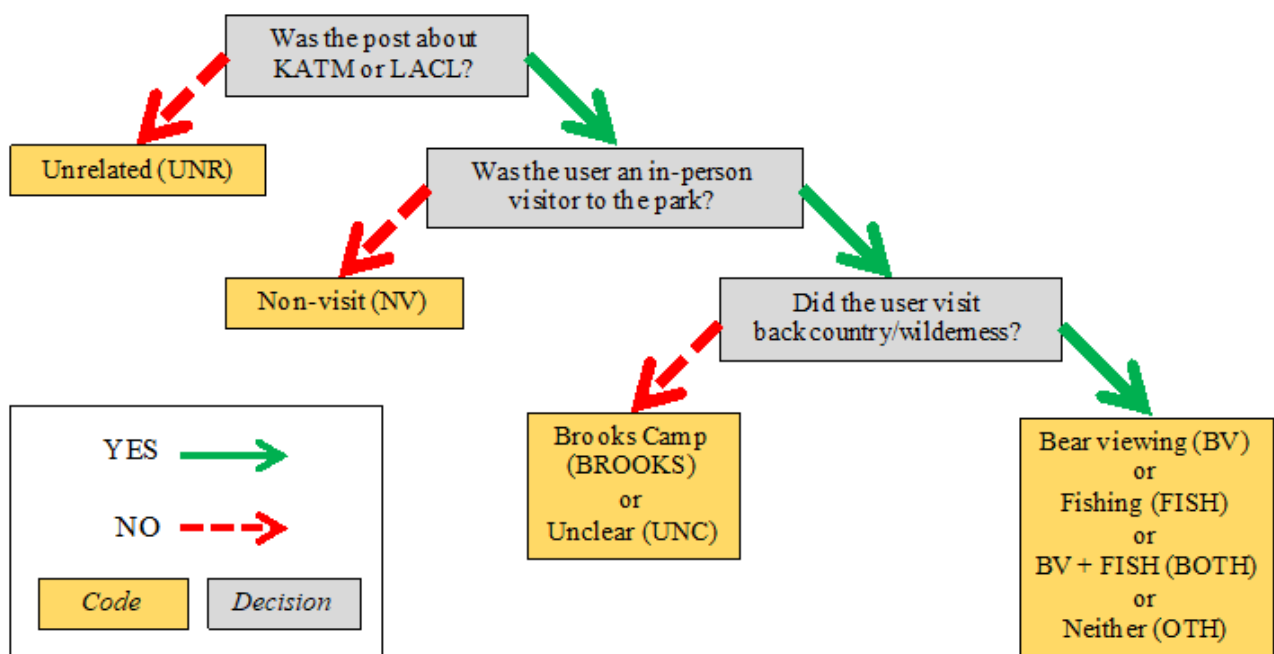 Was the post about
KATM or LACL?
Unrelated (UNR)
Was the user an in-person
visitor to the park?
Non-visit (NV)
Did the user visit
backcountry/wilderness?
Brooks Camp
(BROOKS)
or
Unclear (UNC)
Bear viewing (BV)
or
Fishing (FISH)
or
BV + FISH (BOTH)
or
Neither (OTH)
YES
NO
Code
Decision